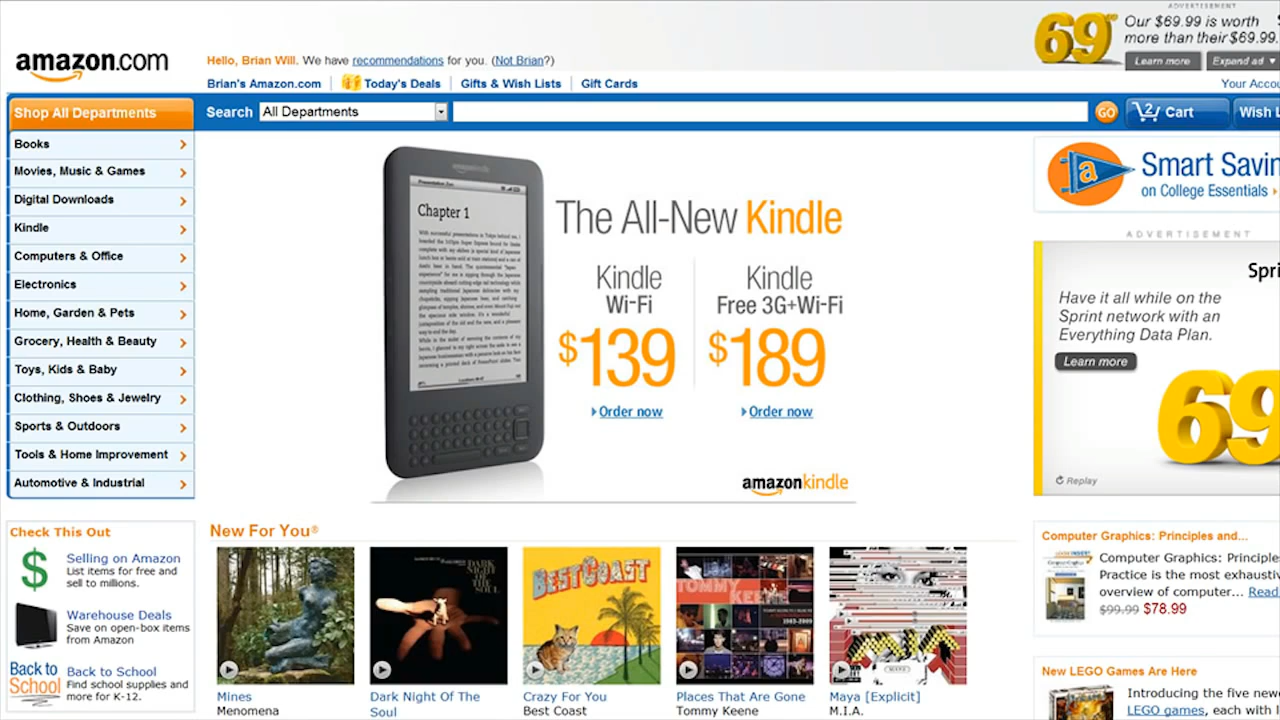 ADVERTISEMENT
Our $69.99 is worth
more than their $69.99.
69
Learn more
Expand ad ▼
amazon.com
Hello, Brian Will. We have recommendations for you. (Not Brian?)
Brian's Amazon.com
Today's Deals
Gifts & Wish Lists
Gift Cards
Your Accou
Shop All Departments
Search
All Departments
GO
2
Cart
Wish L
Books
Movies, Music & Games
Digital Downloads
Kindle
Computers & Office
Electronics
Home, Garden & Pets
Grocery, Health & Beauty
Toys, Kids & Baby
Clothing, Shoes & Jewelry
Sports & Outdoors
Tools & Home Improvement
Automotive & Industrial
amazonkindle
Chapter 1
The All-New Kindle
Kindle
Wi-Fi
$139
Order now
Kindle
Free 3G+Wi-Fi
$189
Order now
amazonkindle
a
Smart Savin
on College Essentials
ADVERTISEMENT
Spri
Have it all while on the
Sprint network with an
Everything Data Plan.
Learn more
69
Replay
Check This Out
$
Selling on Amazon
List items for free and
sell to millions.
Warehouse Deals
Save on open-box items
from Amazon
Back to
School
Back to School
Find school supplies and
more for K-12.
New For You®
DARK
NIGHT OF
THE
SOUL
BEST COAST
TOMMY
KEENE
MAYA
Mines
Menomena
Dark Night Of The
Soul
Crazy For You
Best Coast
Places That Are Gone
Tommy Keene
Maya [Explicit]
M.I.A.
Computer Graphics: Principles and...
Computer Graphics: Principle
Practice is the most exhausti
overview of computer... Read
$99.99 $78.99
New LEGO Games Are Here
Introducing the five new
LEGO games, each with l